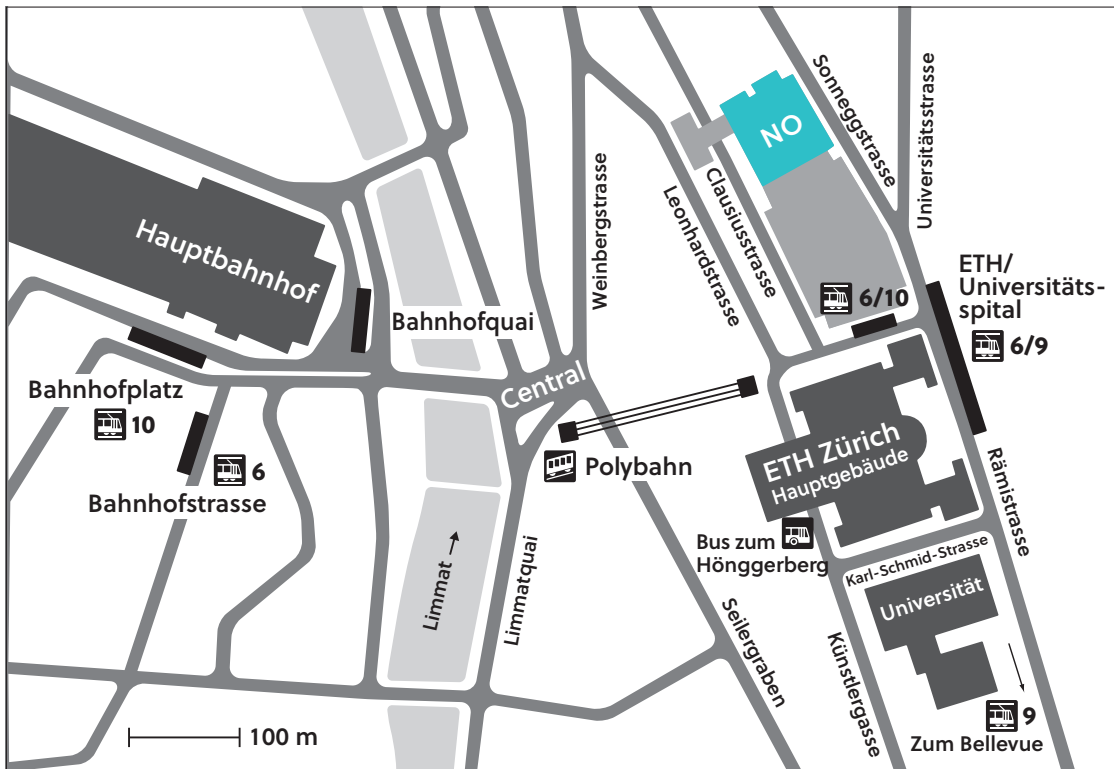 Sonneggstrasse
NO
Universitätsstrasse
Weinbergstrasse
Leonhardstrasse
Clausiusstrasse
Hauptbahnhof
ETH/
Universitäts-
spital
6/10
6/9
Bahnhofquai
Central
Bahnhofplatz
10
6
Bahnhofstrasse
Polybahn
ETH Zürich
Hauptgebäude
Rämistrasse
Bus zum
Hönggerberg
Karl-Schmid-Strasse
Universität
Limmat
Limmatquai
Seilergraben
Künstlergasse
9
Zum Bellevue
100 m